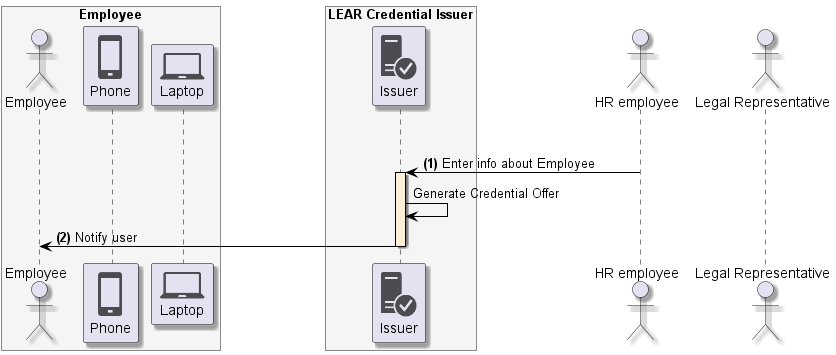 Employee
LEAR Credential Issuer
Employee
Phone
Laptop
Issuer
HR employee
Legal Representative
(1) Enter info about Employee
Generate Credential Offer
(2) Notify user
Employee
Phone
Laptop
Issuer
HR employee
Legal Representative